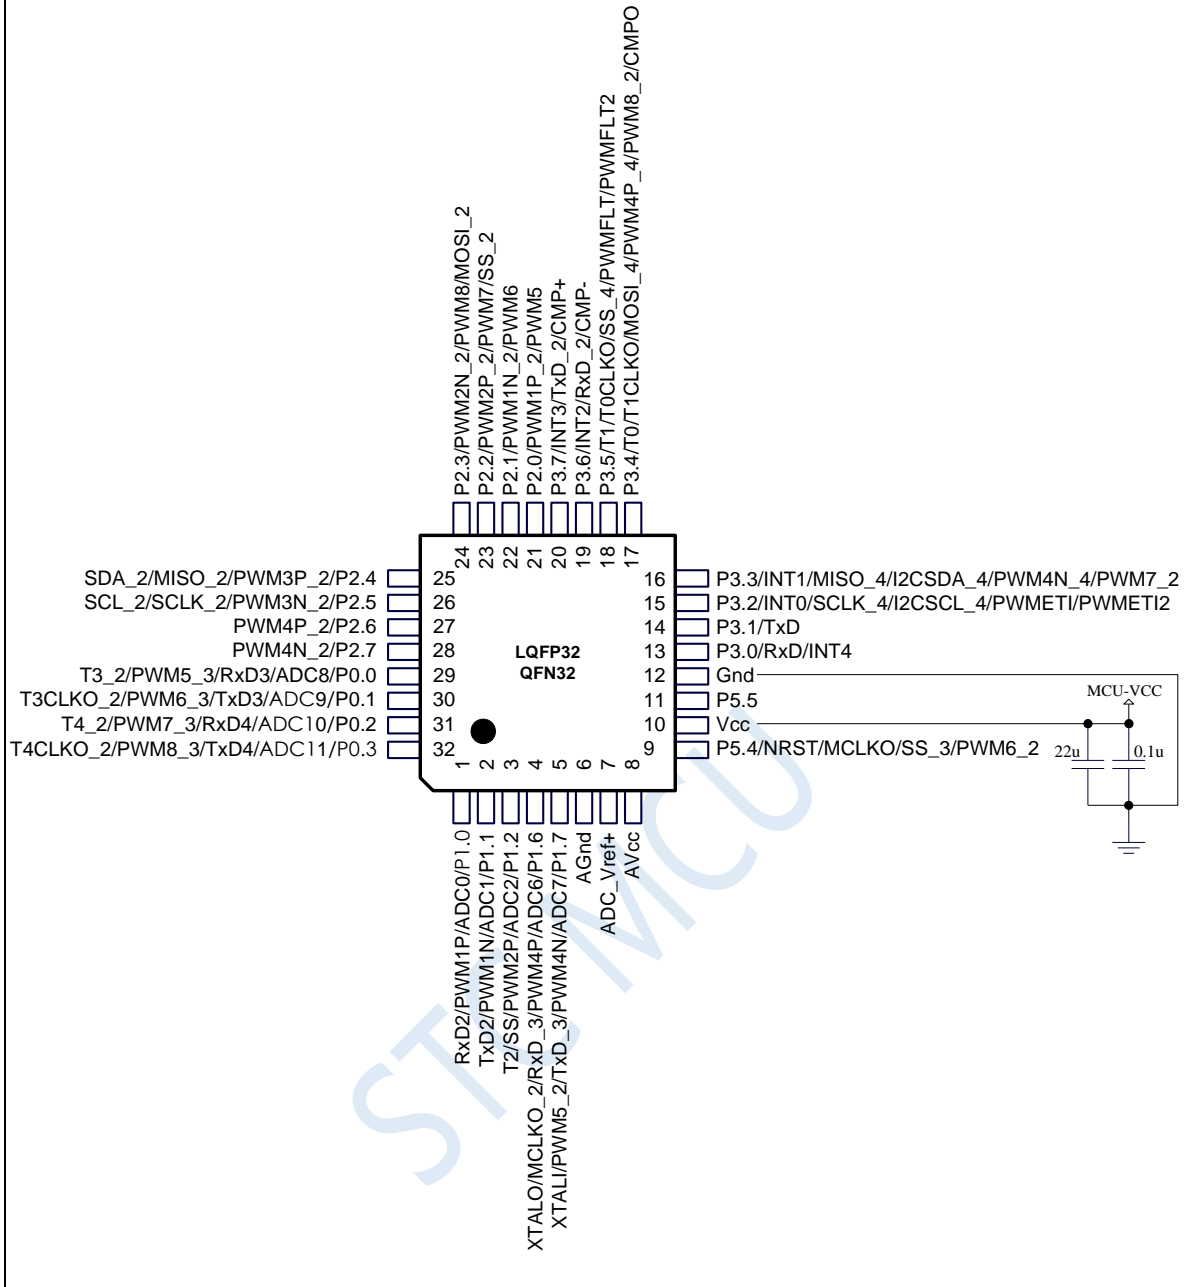 P2.3/PWM2N_2/PWM8/MOSI_2
P2.2/PWM2P_2/PWM7/SS_2
P2.1/PWM1N_2/PWM6
P2.0/PWM1P_2/PWM5
P3.7/INT3/TxD_2/CMP+
P3.6/INT2/RxD_2/CMP-
P3.5/T1/T0CLKO/SS_4/PWMFLT/PWMFLT2
P3.4/T0/T1CLKO/MOSI_4/PWM4P_4/PWM8_2/CMPO
24 23 22 21 20 19 18 17
SDA_2/MISO_2/PWM3P_2/P2.4 25
SCL_2/SCLK_2/PWM3N_2/P2.5 26
PWM4P_2/P2.6 27
PWM4N_2/P2.7 28
T3_2/PWM5_3/RxD3/ADC8/P0.0 29
T3CLKO_2/PWM6_3/TxD3/ADC9/P0.1 30
T4_2/PWM7_3/RxD4/ADC10/P0.2 31
T4CLKO_2/PWM8_3/TxD4/ADC11/P0.3 32
LQFP32
QFN32
16 P3.3/INT1/MISO_4/I2CSDA_4/PWM4N_4/PWM7_2
15 P3.2/INT0/SCLK_4/I2CSCL_4/PWMETI/PWMETI2
14 P3.1/TxD
13 P3.0/RxD/INT4
12 Gnd
11 P5.5
10 Vcc
9 P5.4/NRST/MCLKO/SS_3/PWM6_2
MCU-VCC
22u
0.1u
1 2 3 4 5 6 7 8
RxD2/PWM1P/ADC0/P1.0
TxD2/PWM1N/ADC1/P1.1
T2/SS/PWM2P/ADC2/P1.2
XTALO/MCLKO_2/RxD_3/PWM4P/ADC6/P1.6
XTALI/PWM5_2/TxD_3/PWM4N/ADC7/P1.7
AGnd
ADC_Vref+
AVcc
STC MCU